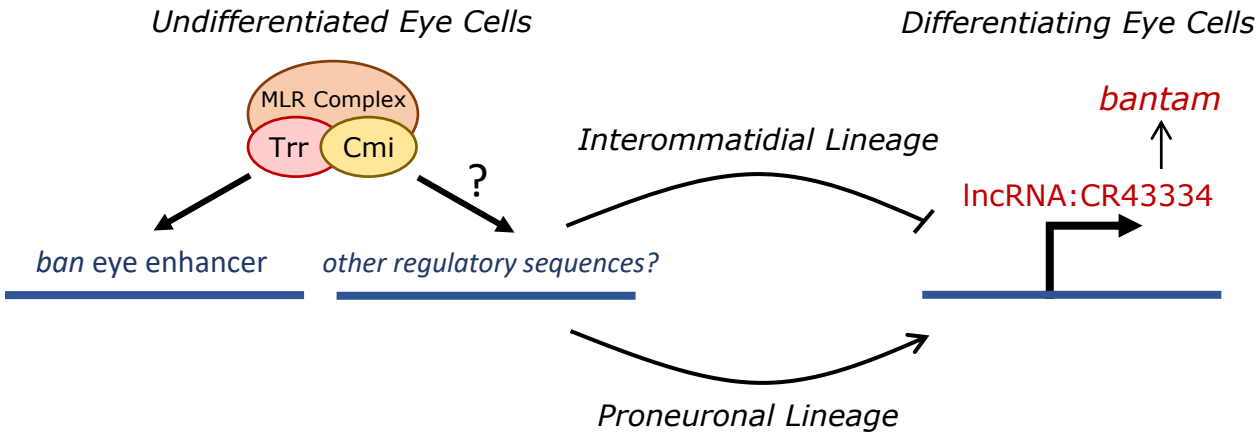 Undifferentiated Eye Cells
Differentiating Eye Cells
MLR Complex
Trr
Cmi
?
ban eye enhancer
other regulatory sequences?
Interommatidial Lineage
Proneuronal Lineage
bantam
lncRNA:CR43334